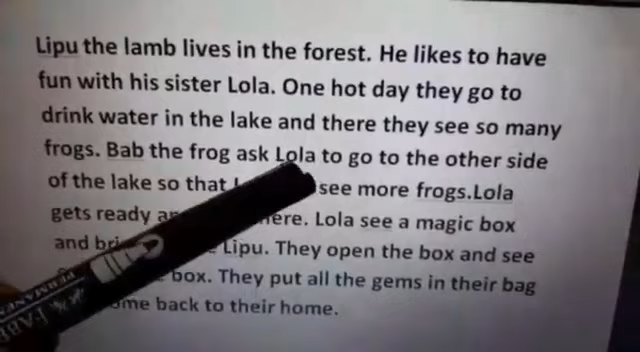 Lipu the lamb lives in the forest. He likes to have
fun with his sister Lola. One hot day they go to
drink water in the lake and there they see so many
frogs. Bab the frog ask Lola to go to the other side
of the lake so that see more frogs.Lola
gets ready Lola see a magic box
and Lipu. They open the box and see
box. They put all the gems in their bag
back to their home.
PERMANEN
FABE